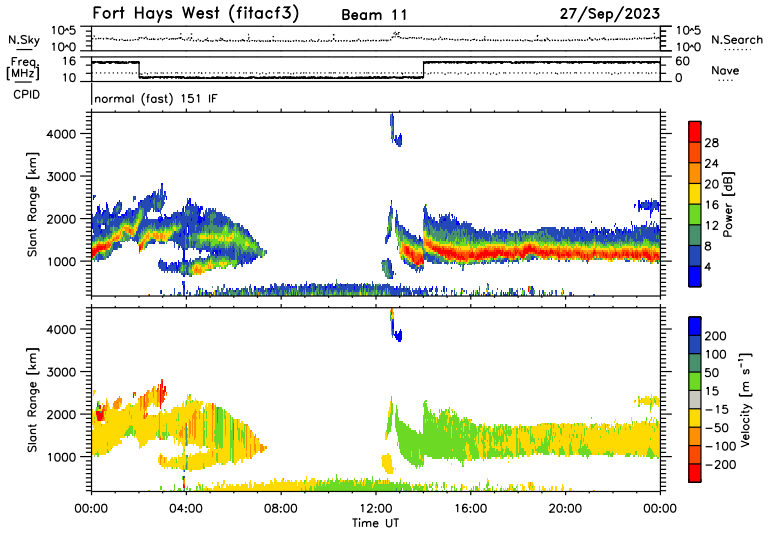 Fort Hays West (fitacf3) Beam 11 27/Sep/2023
N.Sky 10^5 10^0 10^5 10^0 N.Search
Freq. [MHz] 16 10 60 0 Nave
CPID normal (fast) 151 IF
Slant Range [km] 4000 3000 2000 1000
Power [dB] 28 24 20 16 12 8 4
Slant Range [km] 4000 3000 2000 1000
Velocity [m s⁻¹] 200 100 50 15 −15 −50 −100 −200
00:00 04:00 08:00 12:00 16:00 20:00 00:00
Time UT